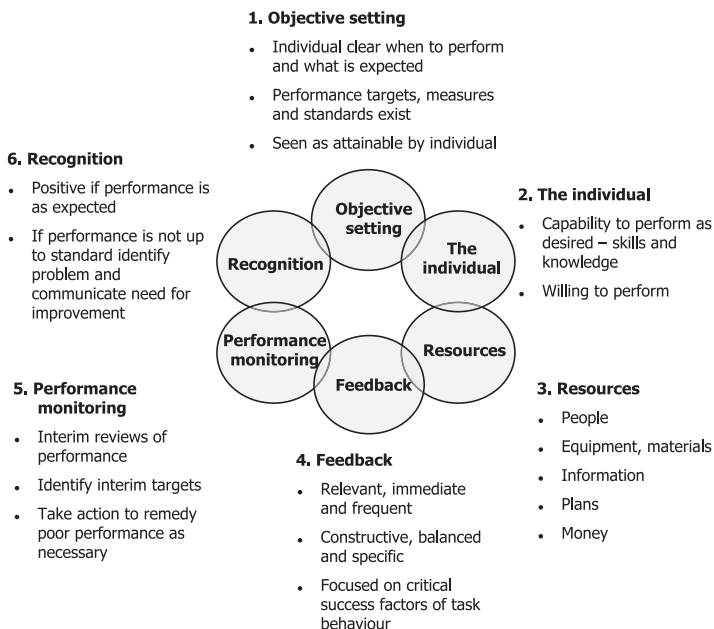 1. Objective setting
• Individual clear when to perform
and what is expected
• Performance targets, measures
and standards exist
• Seen as attainable by individual
6. Recognition
• Positive if performance is
as expected
• If performance is not up
to standard identify
problem and
communicate need for
improvement
2. The individual
• Capability to perform as
desired – skills and
knowledge
• Willing to perform
Objective
setting
The
individual
Resources
Feedback
Performance
monitoring
Recognition
3. Resources
• People
• Equipment, materials
• Information
• Plans
• Money
4. Feedback
• Relevant, immediate
and frequent
• Constructive, balanced
and specific
• Focused on critical
success factors of task
behaviour
5. Performance
monitoring
• Interim reviews of
performance
• Identify interim targets
• Take action to remedy
poor performance as
necessary